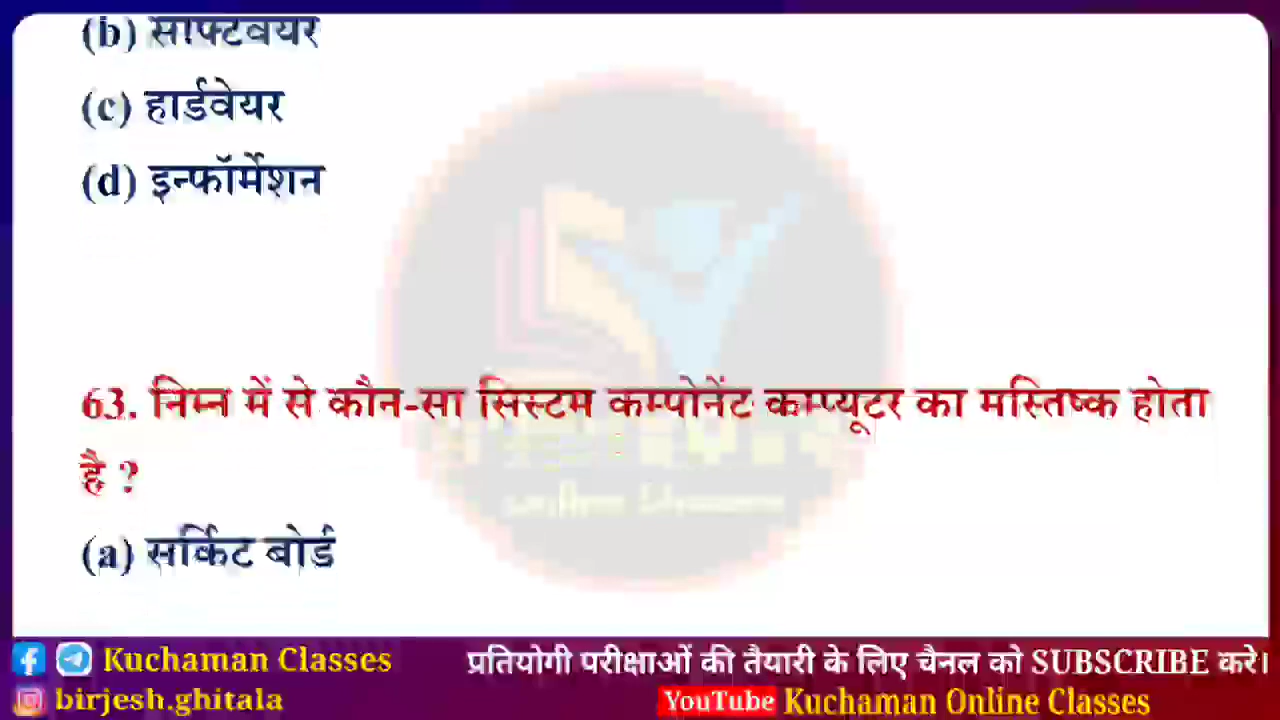 (b) साफ्टवेयर
(c) हार्डवेयर
(d) इन्फॉर्मेशन
63. निम्न में से कौन-सा सिस्टम कम्पोनेंट काम्प्यूटर का मस्तिष्क होता
है ?
(a) सर्किट बोर्ड
Kuchaman Classes
प्रतियोगी परीक्षाओं की तैयारी के लिए चैनल को SUBSCRIBE करे।
birjesh.ghitala
YouTube Kuchaman Online Classes